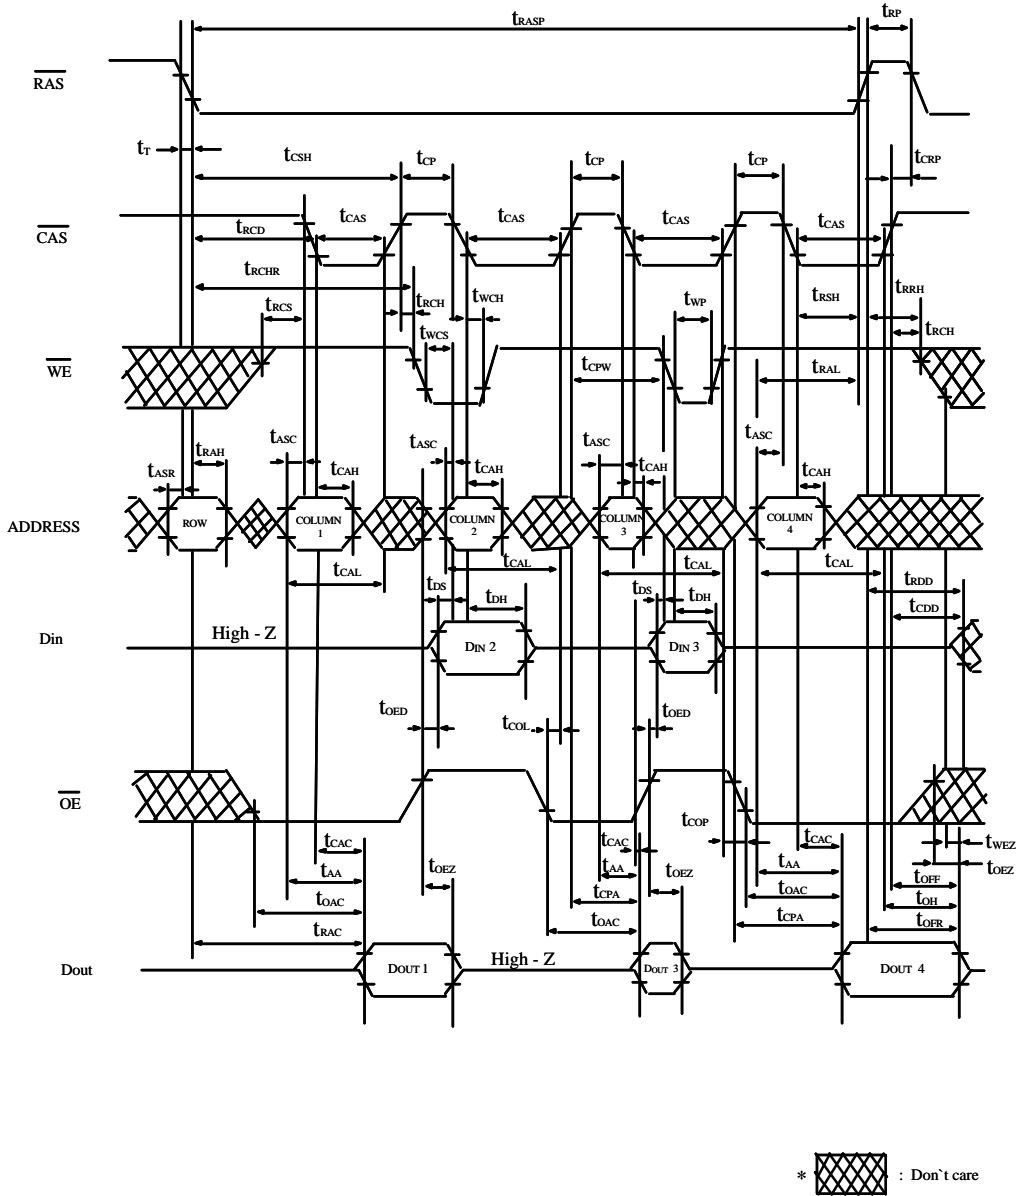 tRASP
tRP
RAS
tT
tCSH
tCP
tCP
tCP
tCRP
CAS
tRCD
tCAS
tCAS
tCAS
tCAS
tRCHR
tRCS
tRCH
tWCH
tWP
tRSH
tRRH
tWCS
tRCH
WE
tCPW
tRAL
tASC
tRAH
tASC
tASC
tASC
tASR
tCAH
tCAH
tCAH
tCAH
ADDRESS
ROW
COLUMN 1
COLUMN 2
COLUMN 3
COLUMN 4
tCAL
tCAL
tCAL
tCAL
tDS
tDH
tDS
tDH
tRDD
tCDD
Din
High - Z
DIN 2
DIN 3
tOED
tCOL
tOED
OE
tCOP
tCAC
tCAC
tCAC
tWEZ
tAA
tOEZ
tAA
tOEZ
tAA
tOEZ
tOAC
tCPA
tOAC
tOFF
tOH
tRAC
tOAC
tCPA
tOFR
Dout
DOUT 1
High - Z
DOUT 3
DOUT 4
* : Don`t care